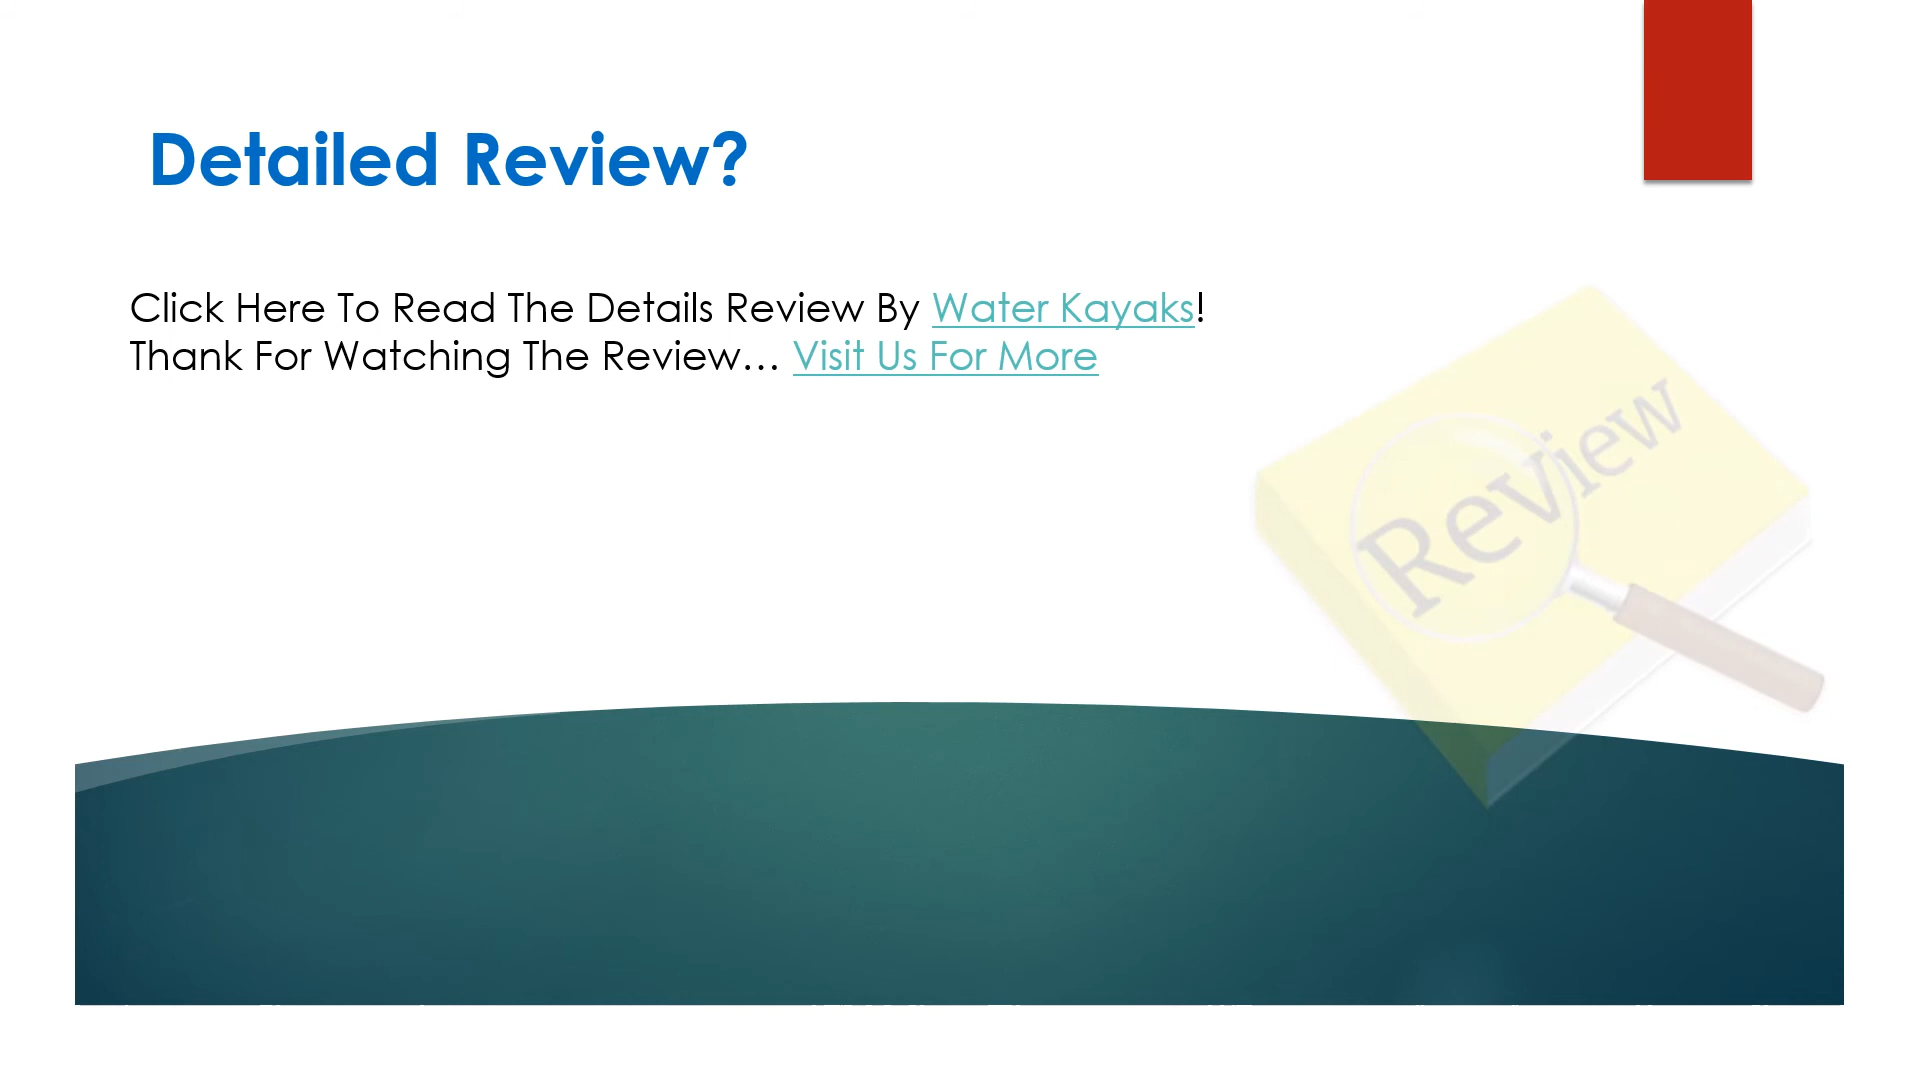 Detailed Review?
Click Here To Read The Details Review By Water Kayaks!
Thank For Watching The Review... Visit Us For More
Review